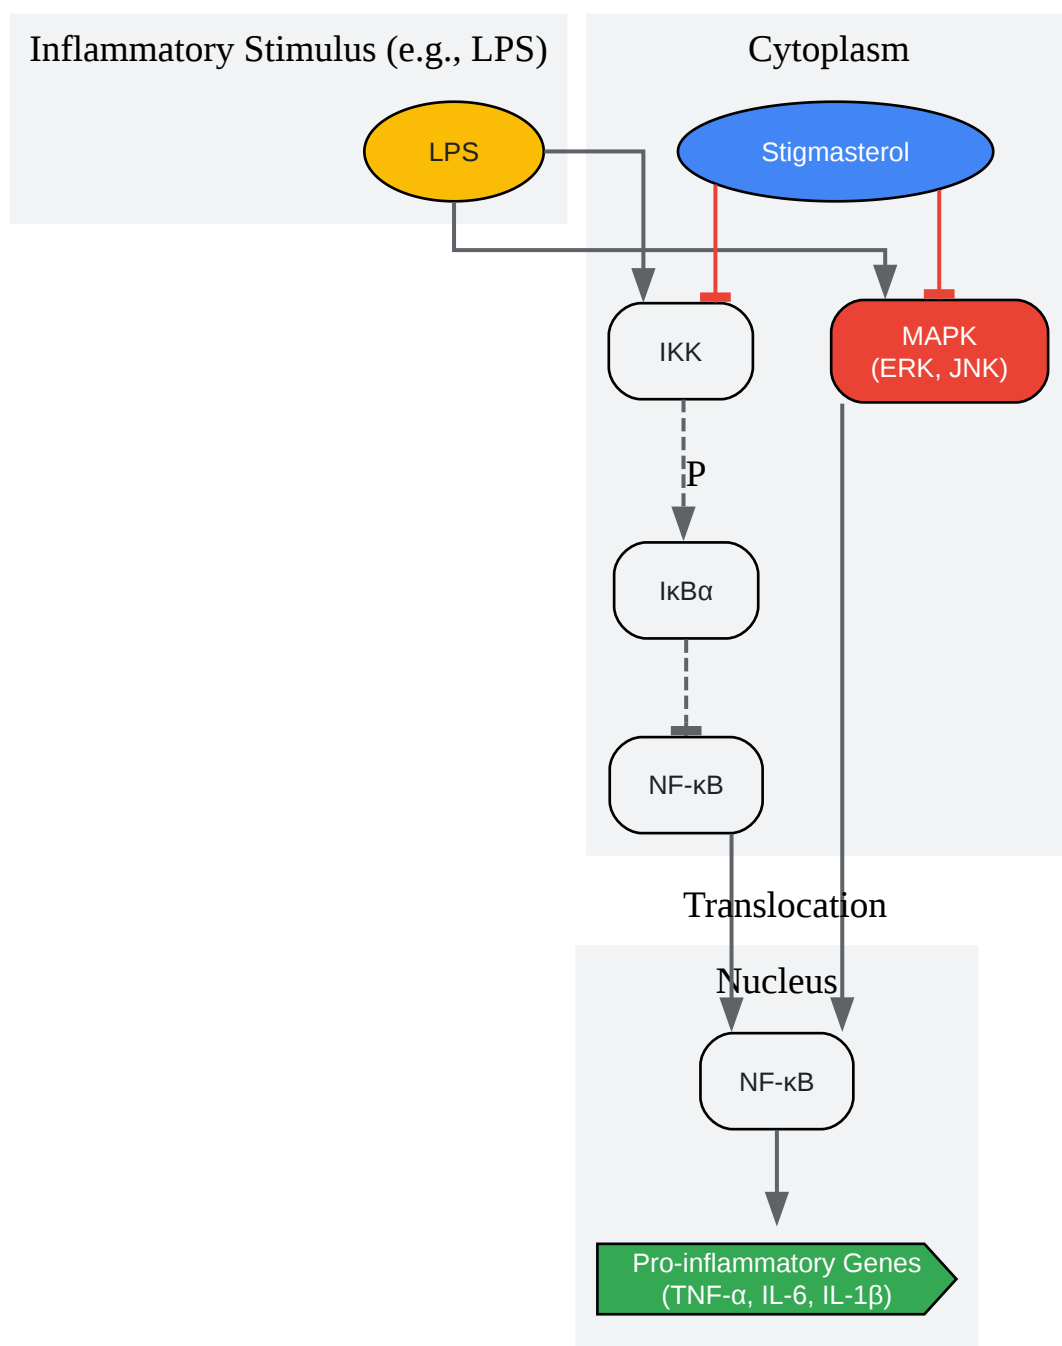 Inflammatory Stimulus (e.g., LPS)
Cytoplasm
LPS
Stigmasterol
IKK
MAPK
(ERK, JNK)
P
IκBα
NF-κB
Translocation
Nucleus
NF-κB
Pro-inflammatory Genes
(TNF-α, IL-6, IL-1β)